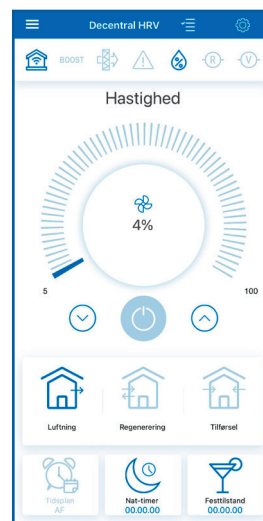 Decentral HRV
BOOST
R
V
Hastighed
4%
5
100
Luftning
Regenerering
Tilførsel
Tidsplan
AF
Nat-timer
00.00.00
Festtilstand
00.00.00